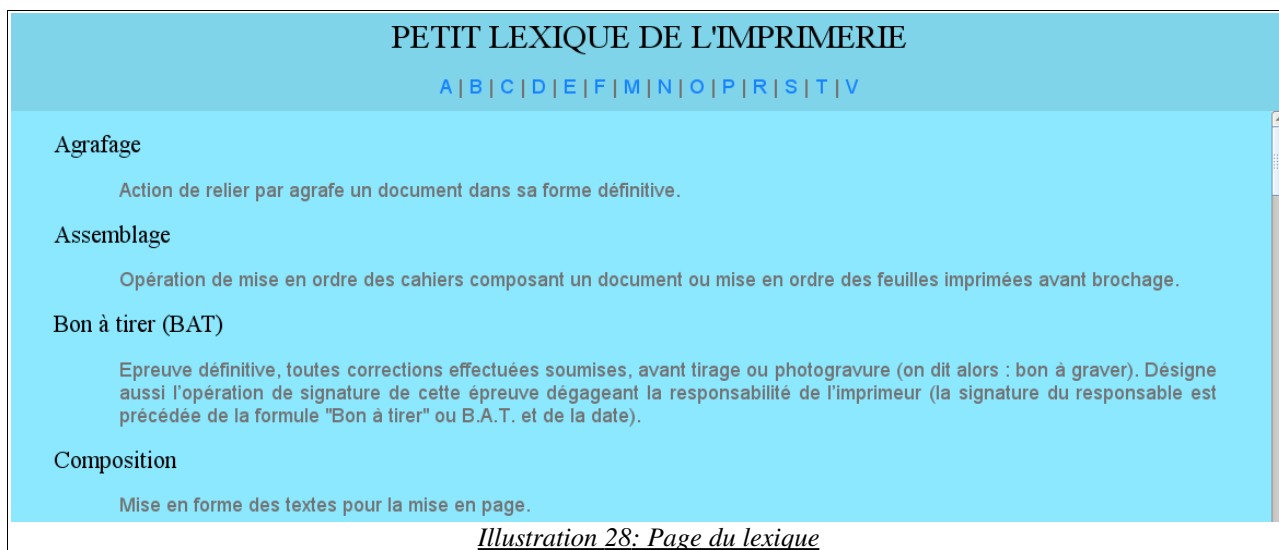 PETIT LEXIQUE DE L'IMPRIMERIE
A | B | C | D | E | F | M | N | O | P | R | S | T | V
Agrafage
Action de relier par agrafe un document dans sa forme définitive.
Assemblage
Opération de mise en ordre des cahiers composant un document ou mise en ordre des feuilles imprimées avant brochage.
Bon à tirer (BAT)
Epreuve définitive, toutes corrections effectuées soumises, avant tirage ou photogravure (on dit alors : bon à graver). Désigne
aussi l'opération de signature de cette épreuve dégageant la responsabilité de l'imprimeur (la signature du responsable est
précédée de la formule "Bon à tirer" ou B.A.T. et de la date).
Composition
Mise en forme des textes pour la mise en page.
Illustration 28: Page du lexique